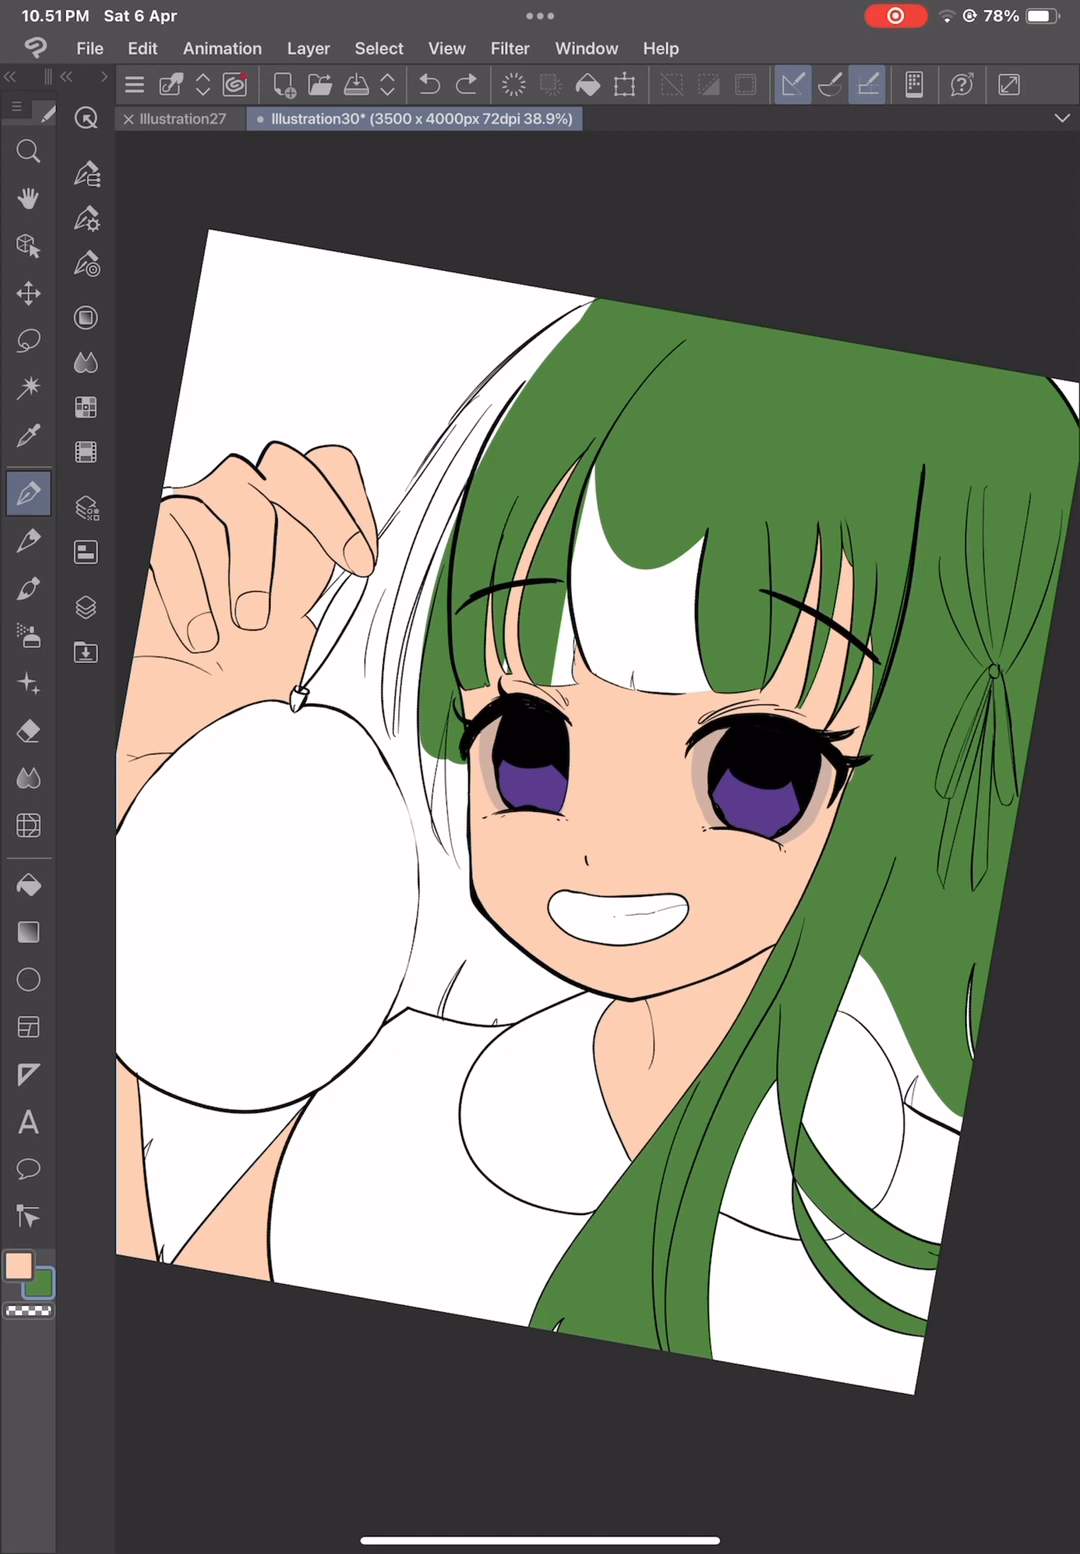 10.51 PM Sat 6 Apr 78%
File Edit Animation Layer Select View Filter Window Help
Illustration27 Illustration30* (3500 x 4000px 72dpi 38.9%)
A